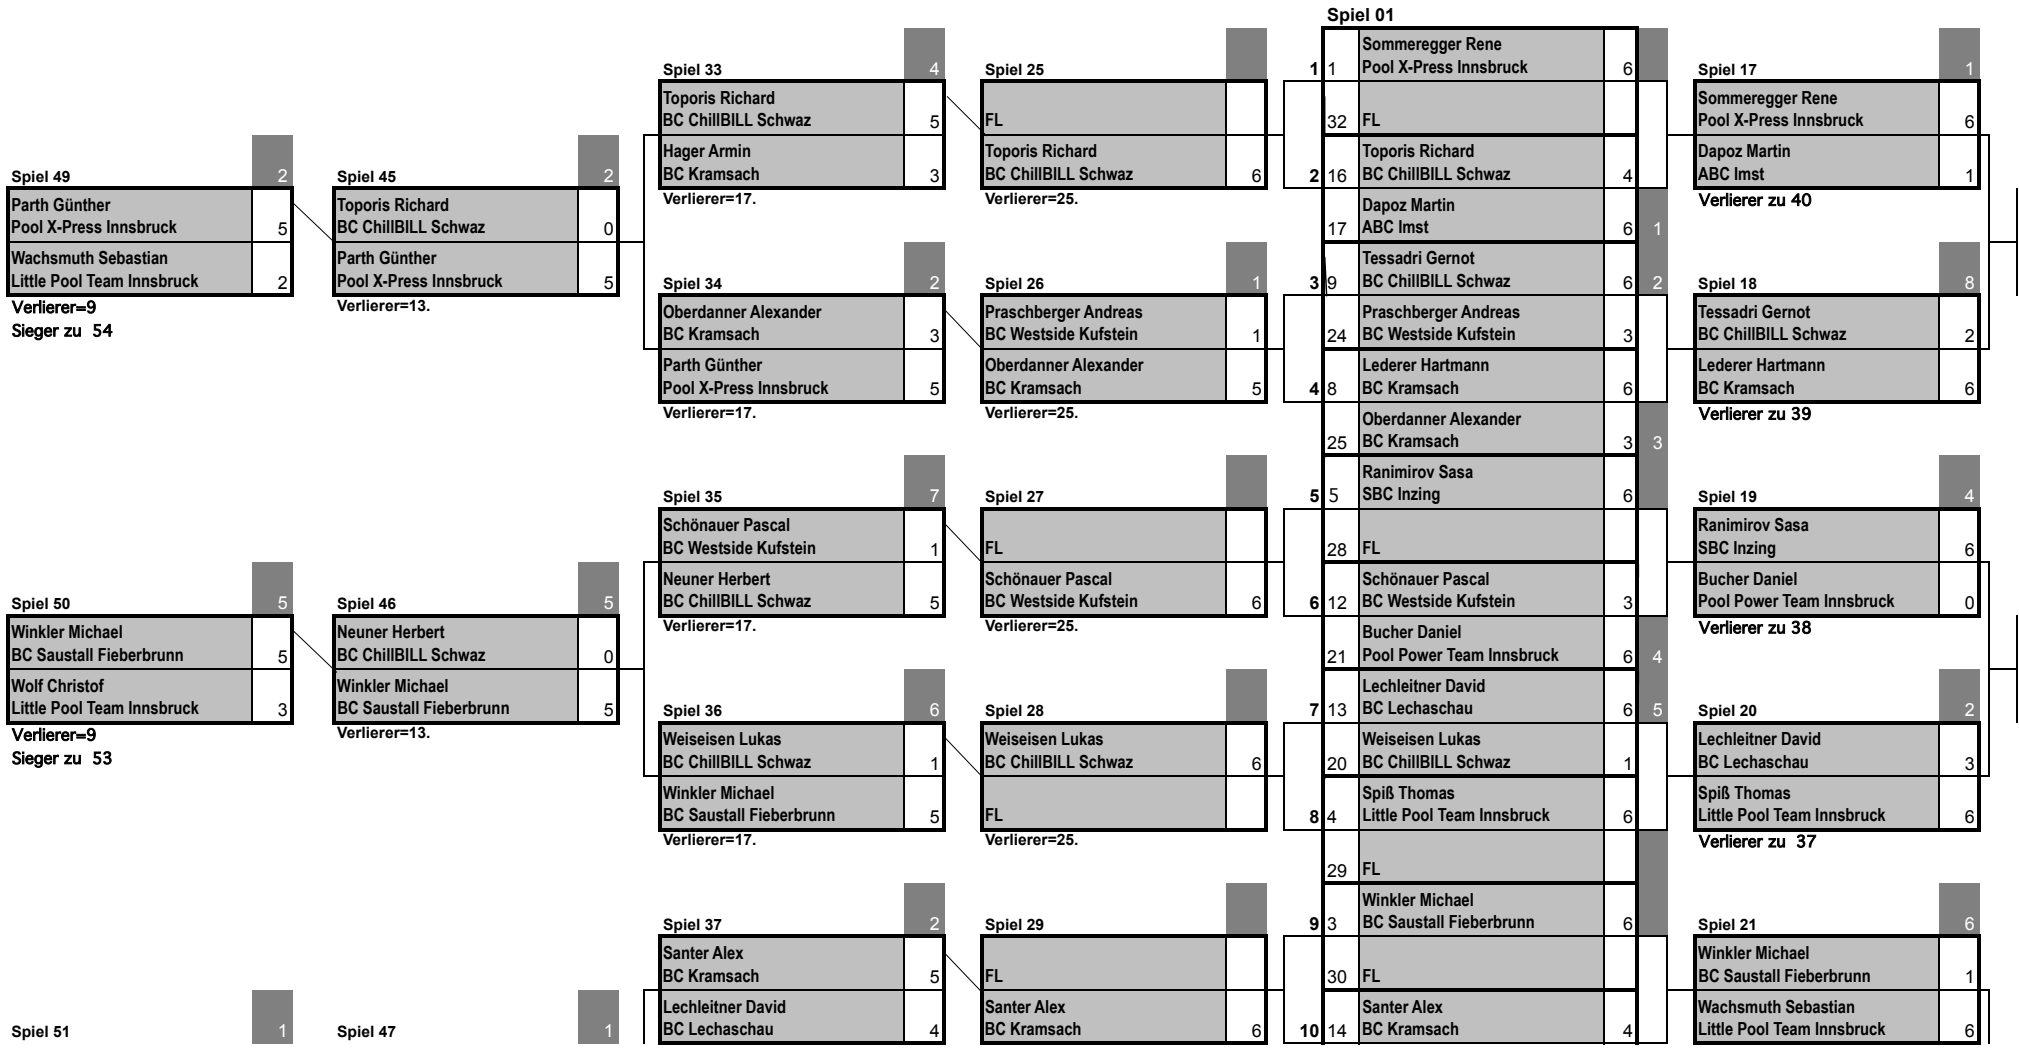 Spiel 49 2
Parth Günther
Pool X-Press Innsbruck 5
Wachsmuth Sebastian
Little Pool Team Innsbruck 2
Verlierer=9
Sieger zu 54
Spiel 50 5
Winkler Michael
BC Saustall Fieberbrunn 5
Wolf Christof
Little Pool Team Innsbruck 3
Verlierer=9
Sieger zu 53
Spiel 51 1
Spiel 45 2
Toporis Richard
BC ChillBILL Schwaz 0
Parth Günther
Pool X-Press Innsbruck 5
Verlierer=13.
Spiel 46 5
Neuner Herbert
BC ChillBILL Schwaz 0
Winkler Michael
BC Saustall Fieberbrunn 5
Verlierer=13.
Spiel 47 1
Spiel 33 4
Toporis Richard
BC ChillBILL Schwaz 5
Hager Armin
BC Kramsach 3
Verlierer=17.
Spiel 34 2
Oberdanner Alexander
BC Kramsach 3
Parth Günther
Pool X-Press Innsbruck 5
Verlierer=17.
Spiel 35 7
Schönauer Pascal
BC Westside Kufstein 1
Neuner Herbert
BC ChillBILL Schwaz 5
Verlierer=17.
Spiel 36 6
Weiseisen Lukas
BC ChillBILL Schwaz 1
Winkler Michael
BC Saustall Fieberbrunn 5
Verlierer=17.
Spiel 37 2
Santer Alex
BC Kramsach 5
Lechleitner David
BC Lechaschau 4
Spiel 25
FL
Toporis Richard
BC ChillBILL Schwaz 6
Verlierer=25.
Spiel 26 1
Praschberger Andreas
BC Westside Kufstein 1
Oberdanner Alexander
BC Kramsach 5
Verlierer=25.
Spiel 27
FL
Schönauer Pascal
BC Westside Kufstein 6
Verlierer=25.
Spiel 28
Weiseisen Lukas
BC ChillBILL Schwaz 6
FL
Verlierer=25.
Spiel 29
FL
Santer Alex
BC Kramsach 6
Spiel 01
Sommeregger Rene
1 1 Pool X-Press Innsbruck 6
32 FL
Toporis Richard
2 16 BC ChillBILL Schwaz 4
Dapoz Martin
17 ABC Imst 6 1
Tessadri Gernot
3 9 BC ChillBILL Schwaz 6 2
Praschberger Andreas
24 BC Westside Kufstein 3
Lederer Hartmann
4 8 BC Kramsach 6
Oberdanner Alexander
25 BC Kramsach 3 3
Ranimirov Sasa
5 5 SBC Inzing 6
28 FL
Schönauer Pascal
6 12 BC Westside Kufstein 3
Bucher Daniel
21 Pool Power Team Innsbruck 6 4
Lechleitner David
7 13 BC Lechaschau 6 5
Weiseisen Lukas
20 BC ChillBILL Schwaz 1
Spiß Thomas
8 4 Little Pool Team Innsbruck 6
29 FL
Winkler Michael
9 3 BC Saustall Fieberbrunn 6
30 FL
Santer Alex
10 14 BC Kramsach 4
Spiel 17 1
Sommeregger Rene
Pool X-Press Innsbruck 6
Dapoz Martin
ABC Imst 1
Verlierer zu 40
Spiel 18 8
Tessadri Gernot
BC ChillBILL Schwaz 2
Lederer Hartmann
BC Kramsach 6
Verlierer zu 39
Spiel 19 4
Ranimirov Sasa
SBC Inzing 6
Bucher Daniel
Pool Power Team Innsbruck 0
Verlierer zu 38
Spiel 20 2
Lechleitner David
BC Lechaschau 3
Spiß Thomas
Little Pool Team Innsbruck 6
Verlierer zu 37
Spiel 21 6
Winkler Michael
BC Saustall Fieberbrunn 1
Wachsmuth Sebastian
Little Pool Team Innsbruck 6